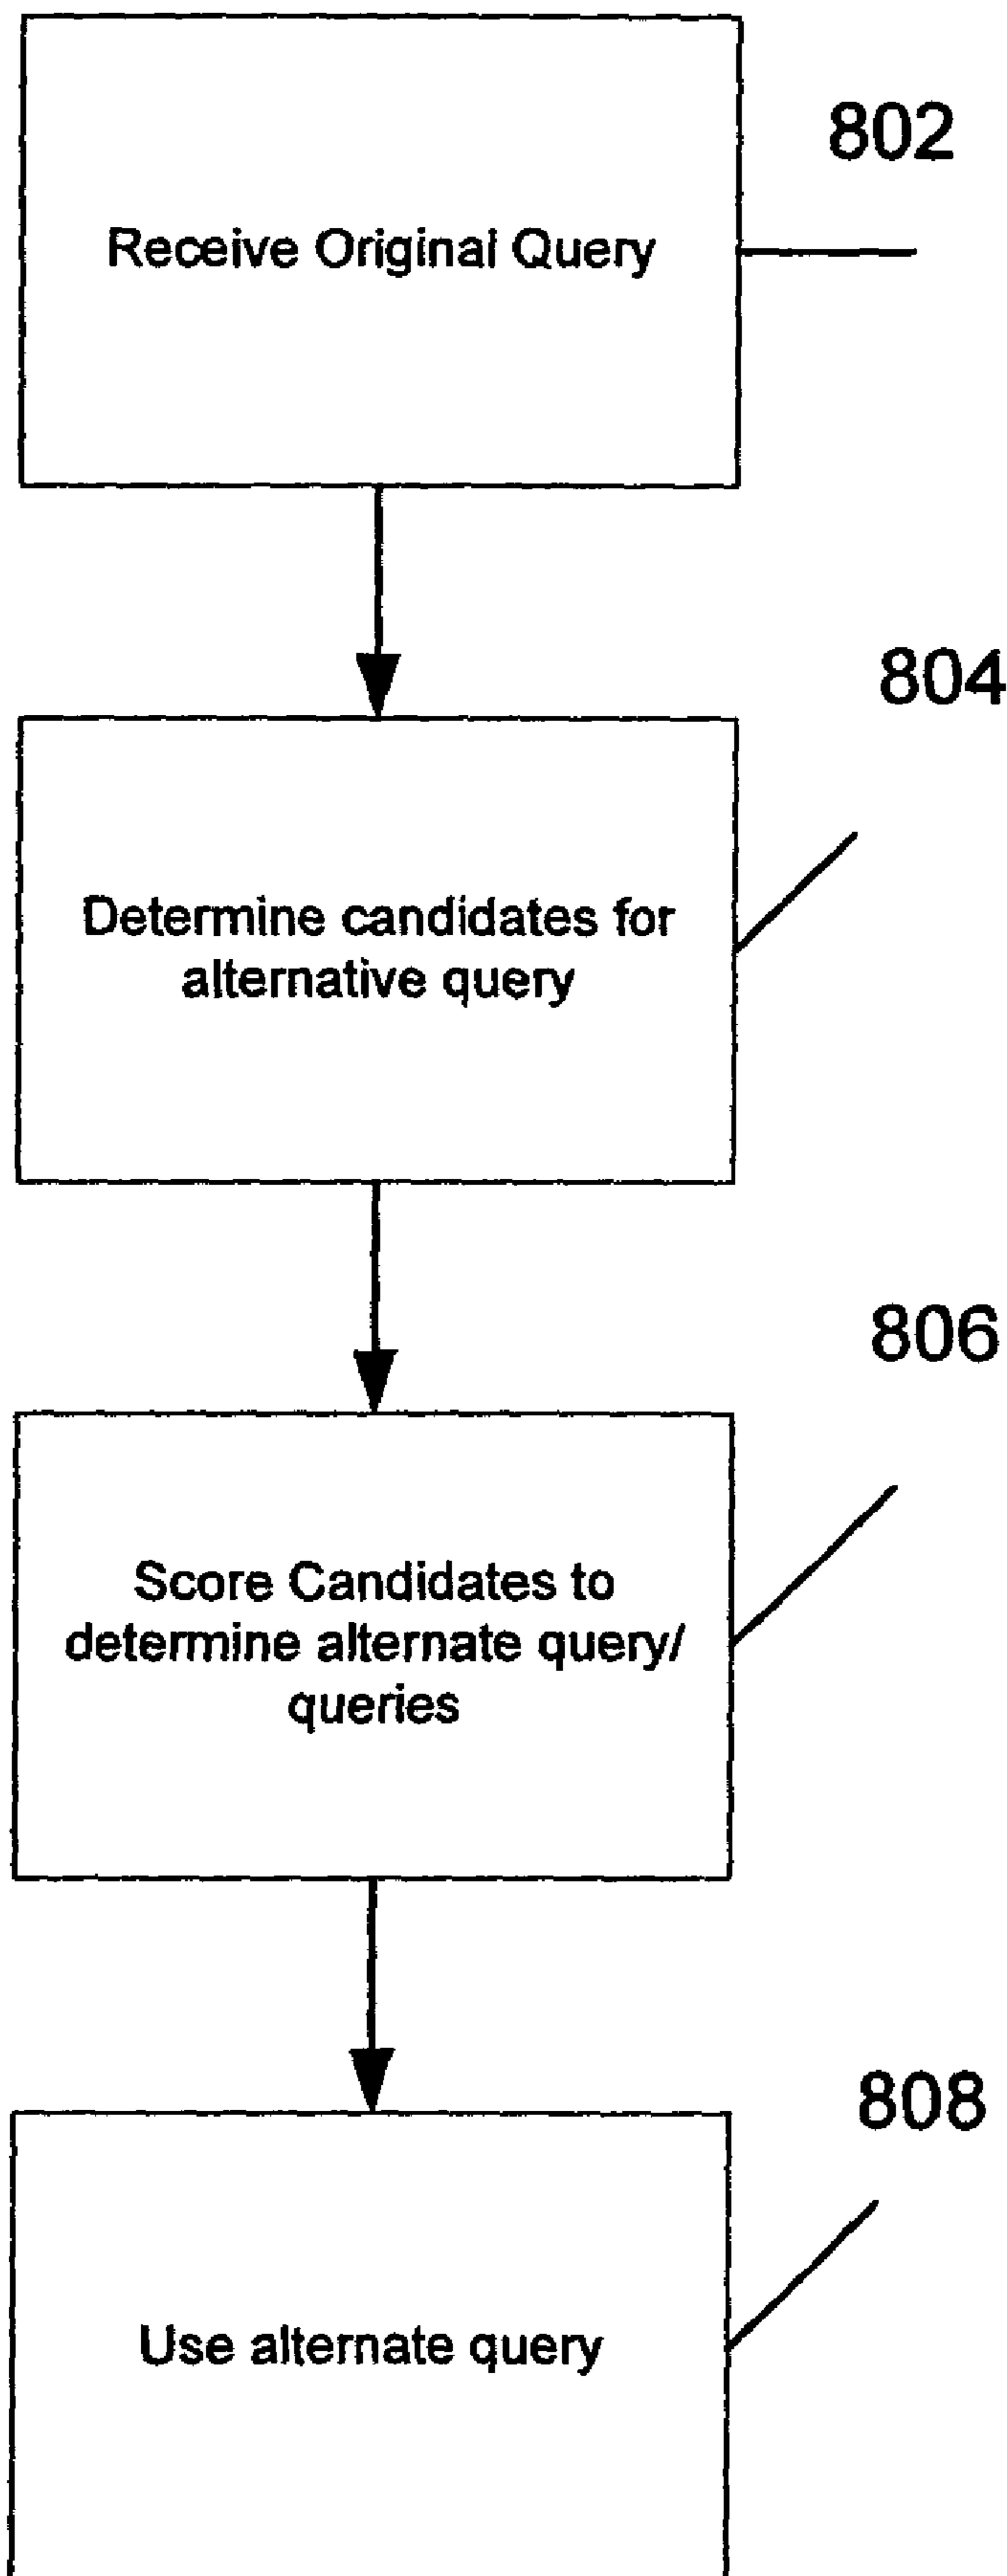 802
Receive Original Query
804
Determine candidates for
alternative query
806
Score Candidates to
determine alternate query/
queries
808
Use alternate query